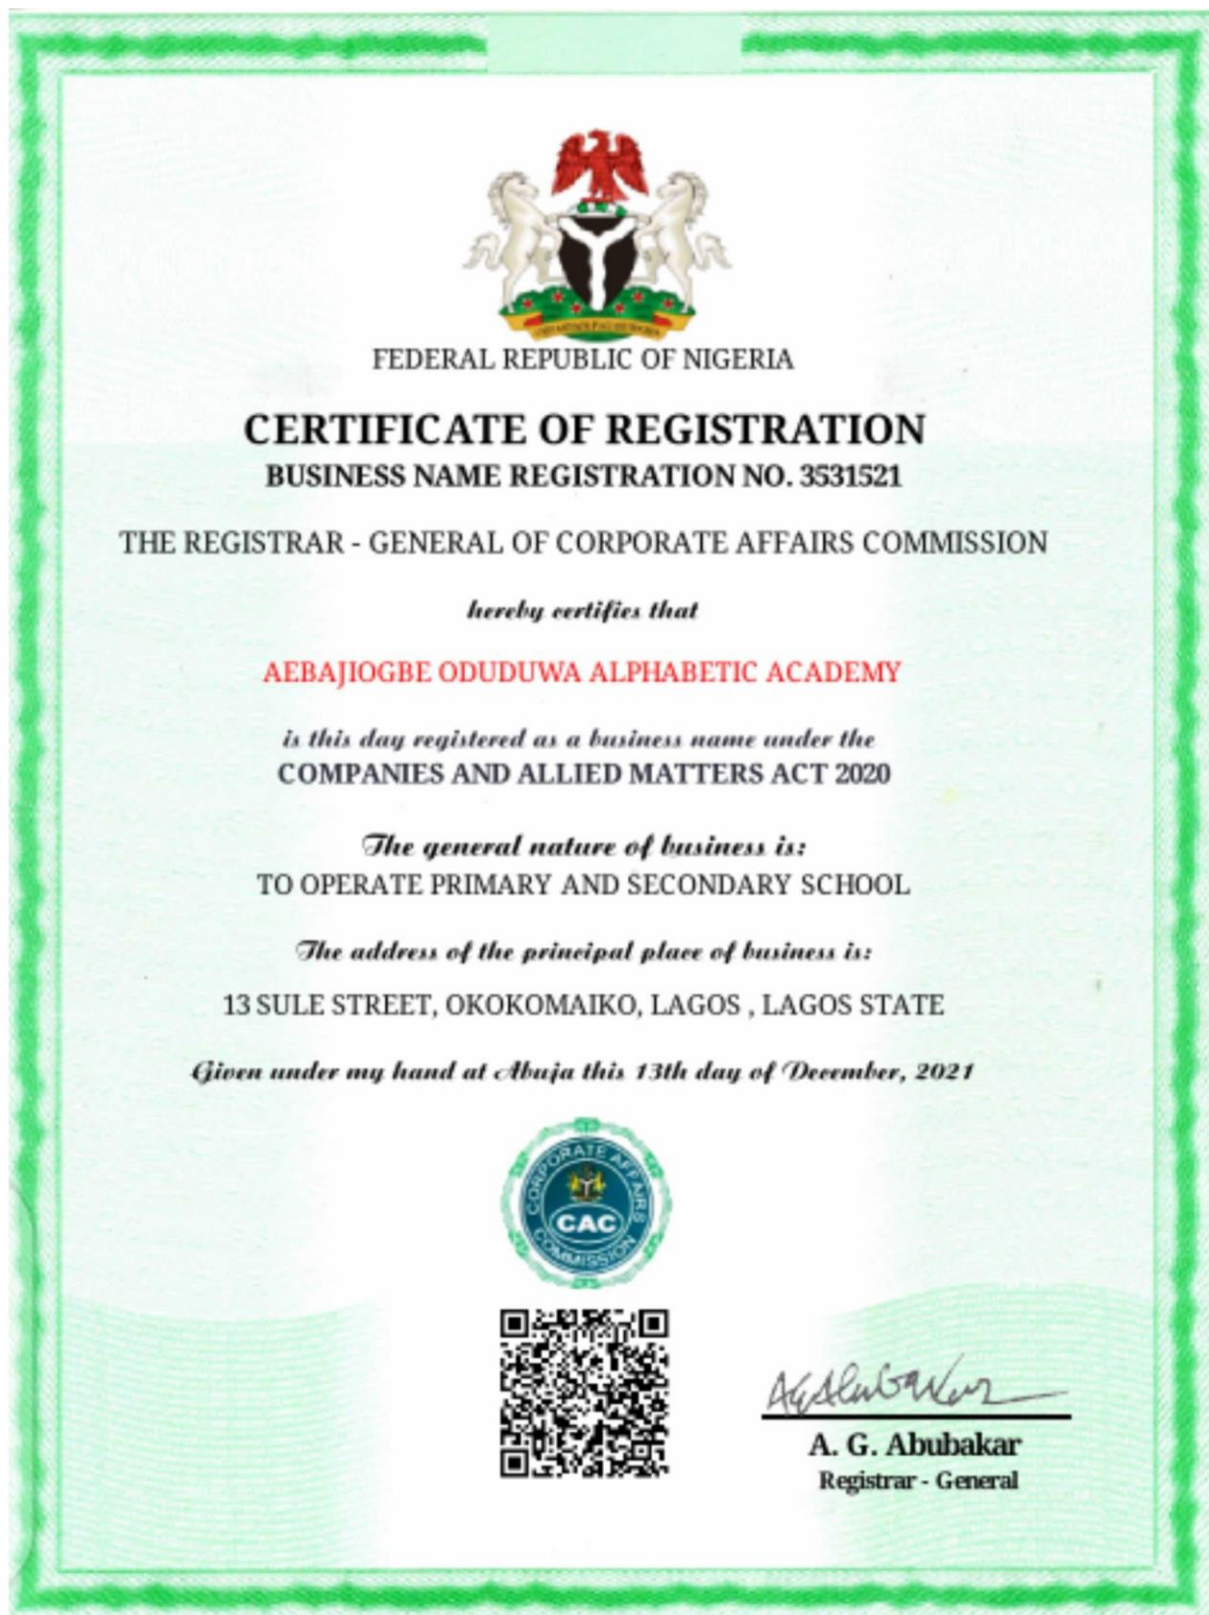 FEDERAL REPUBLIC OF NIGERIA
CERTIFICATE OF REGISTRATION
BUSINESS NAME REGISTRATION NO. 3531521
THE REGISTRAR - GENERAL OF CORPORATE AFFAIRS COMMISSION
hereby certifies that
AEBAJIOGBE ODUDUWA ALPHABETIC ACADEMY
is this day registered as a business name under the
COMPANIES AND ALLIED MATTERS ACT 2020
The general nature of business is:
TO OPERATE PRIMARY AND SECONDARY SCHOOL
The address of the principal place of business is:
13 SULE STREET, OKOKOMAIKO, LAGOS , LAGOS STATE
Given under my hand at Abuja this 13th day of December, 2021
CORPORATE AFFAIRS
CAC
COMMISSION
A. G. Abubakar
Registrar - General